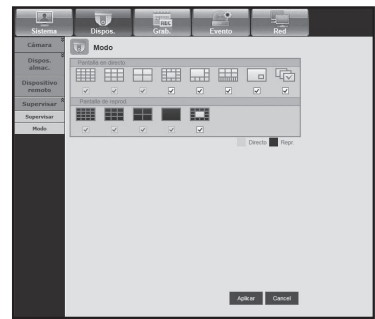 Sistema Dispos. Grab. Evento Red
REC
Cámara
Modo
Dispos. almac.
Pantalla en directo
Dispositivo remoto
Supervisar
Pantalla de reprod.
Supervisar
Modo
Directo Repr.
Aplicar Cancel